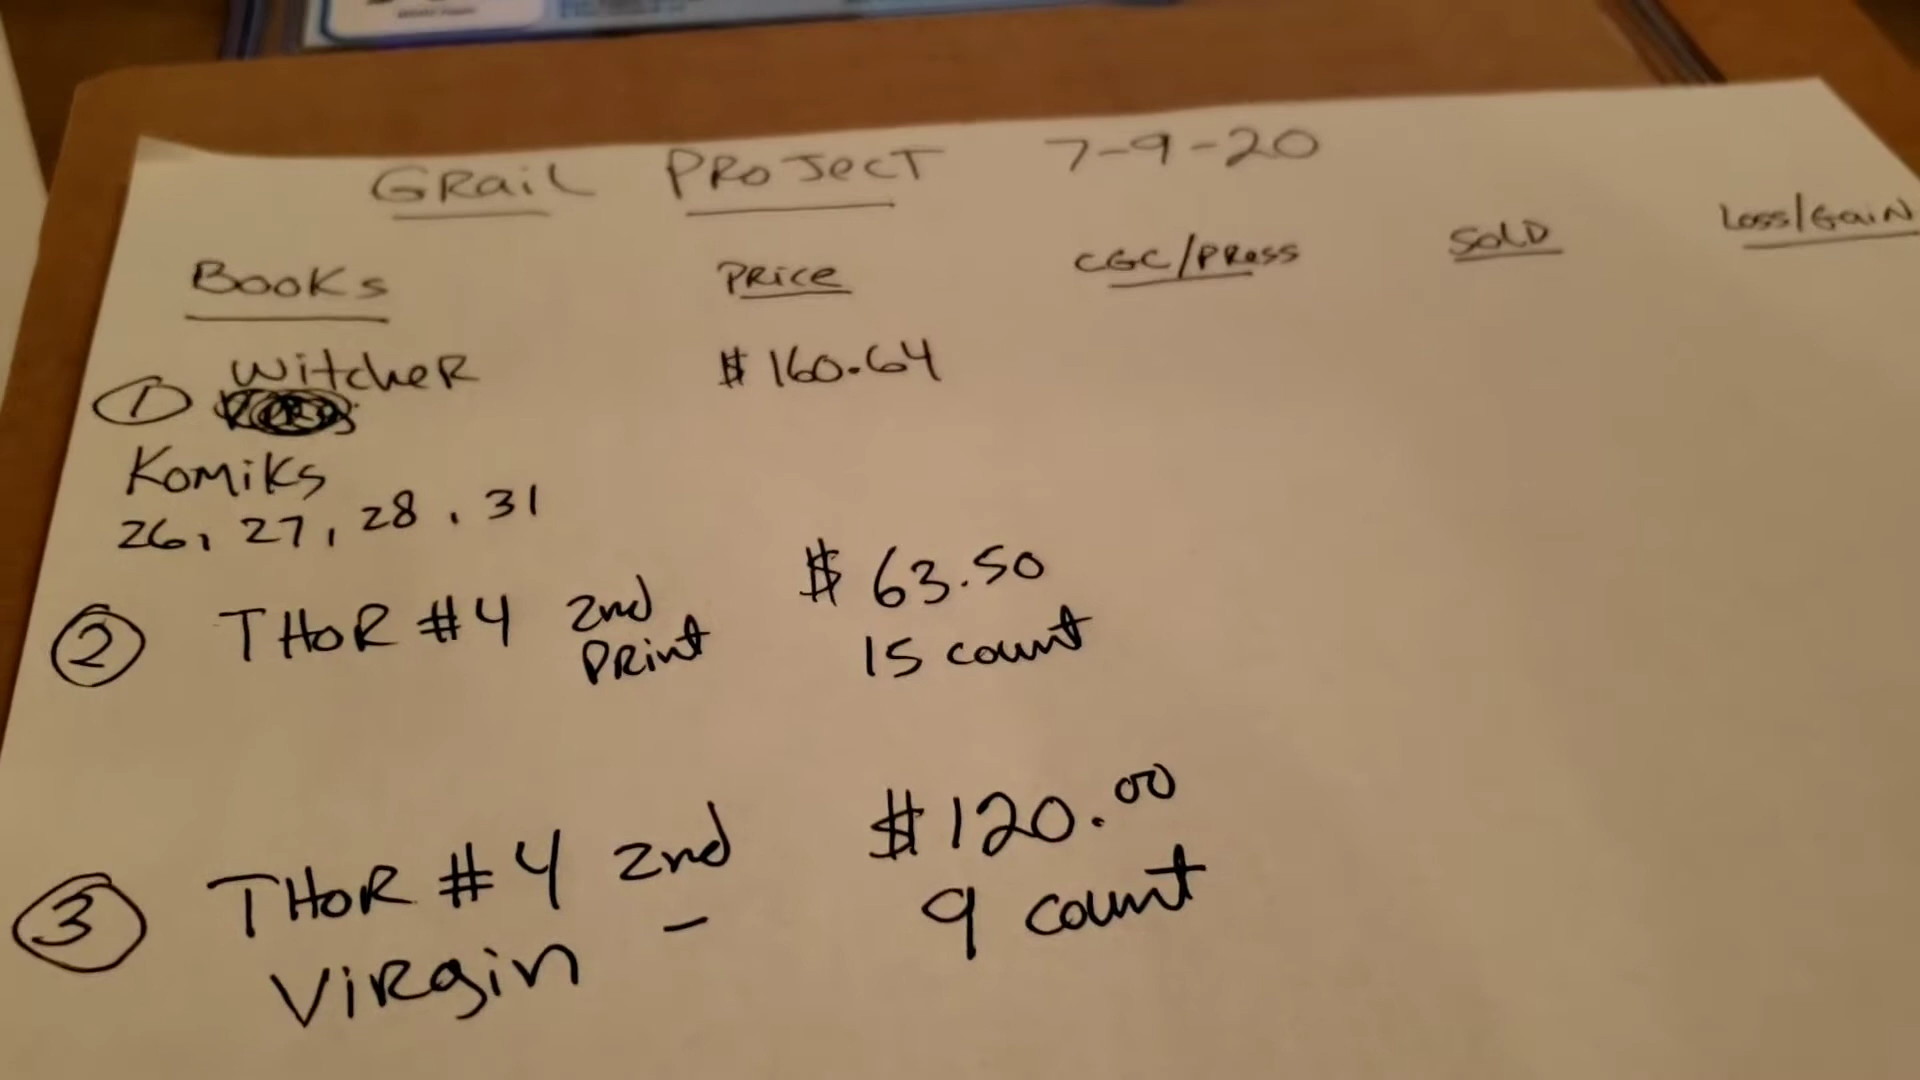 GRAIL PROJECT 7-9-20
BOOKS PRICE CGC/PRESS SOLD LOSS/GAIN
① WITCHER $160.64
KOMIKS
26, 27, 28, 31
② THOR #4 2nd PRINT $63.50
15 count
③ THOR #4 2nd $120.00
VIRGIN - 9 count